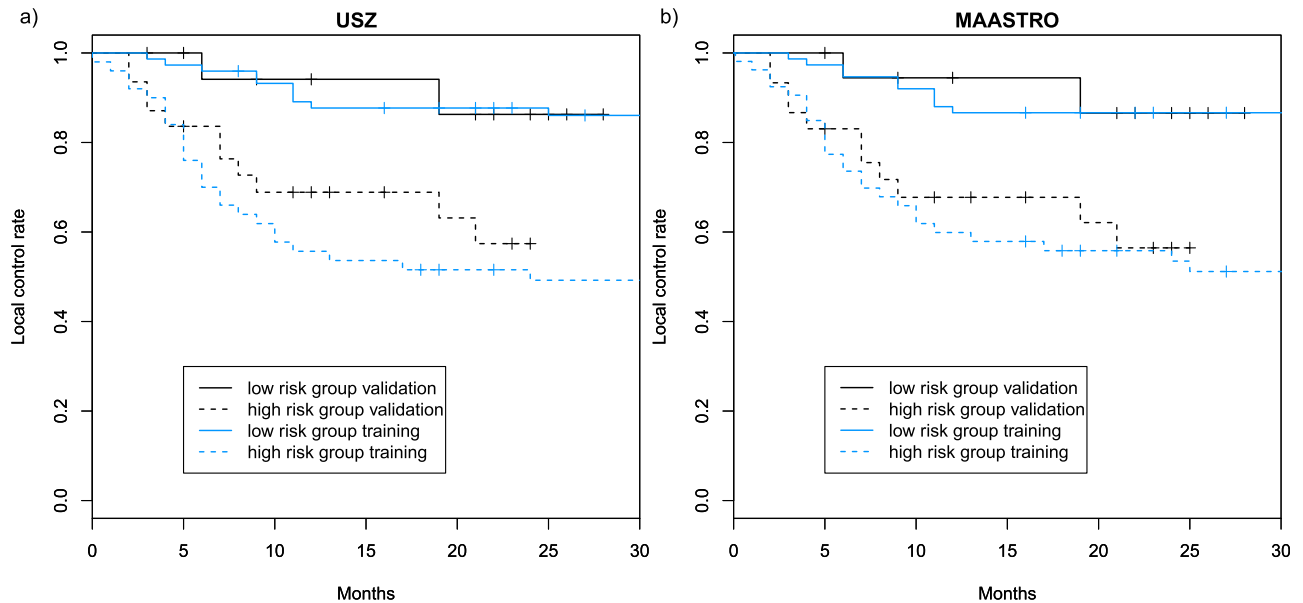 a)
USZ
Local control rate
1.0
0.8
0.6
0.4
0.2
0.0
low risk group validation
high risk group validation
low risk group training
high risk group training
0 5 10 15 20 25 30
Months
b)
MAASTRO
Local control rate
1.0
0.8
0.6
0.4
0.2
0.0
low risk group validation
high risk group validation
low risk group training
high risk group training
0 5 10 15 20 25 30
Months